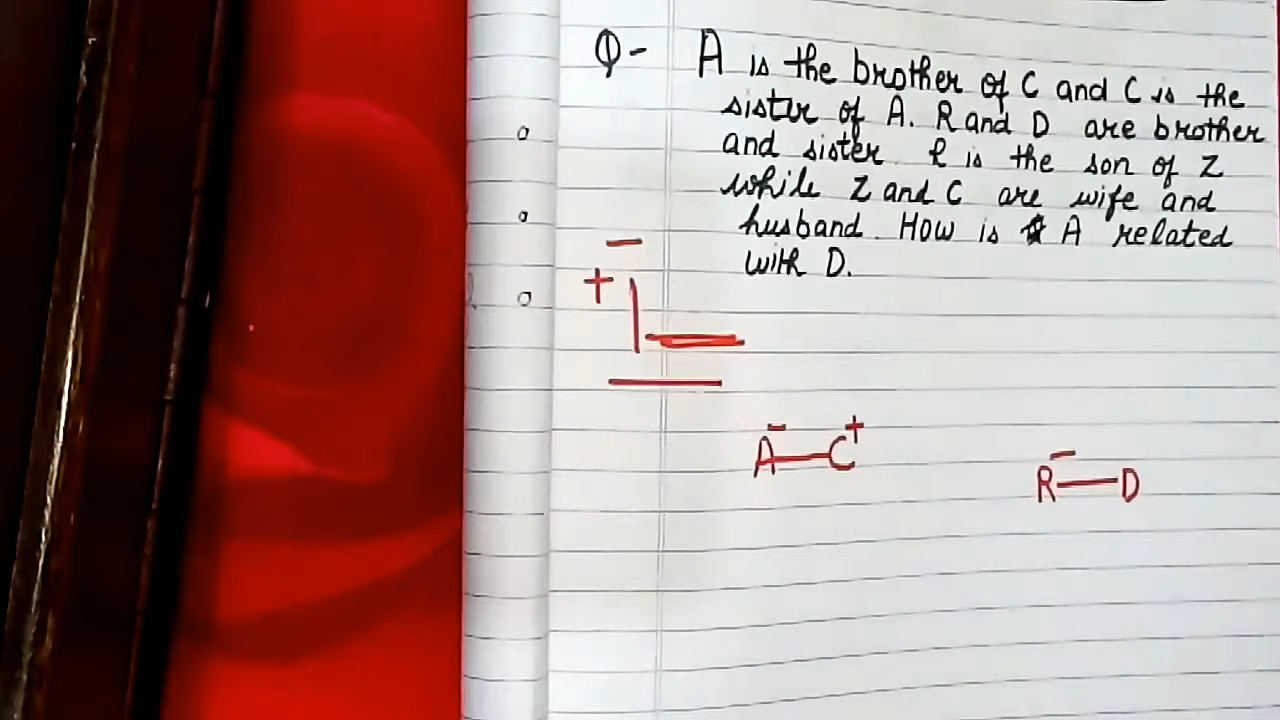 Q- A is the brother of C and C is the
sister of A. R and D are brother
and sister R is the son of Z
while Z and C are wife and
husband. How is A related
with D.
-
+
- +
A—C
-
R—D